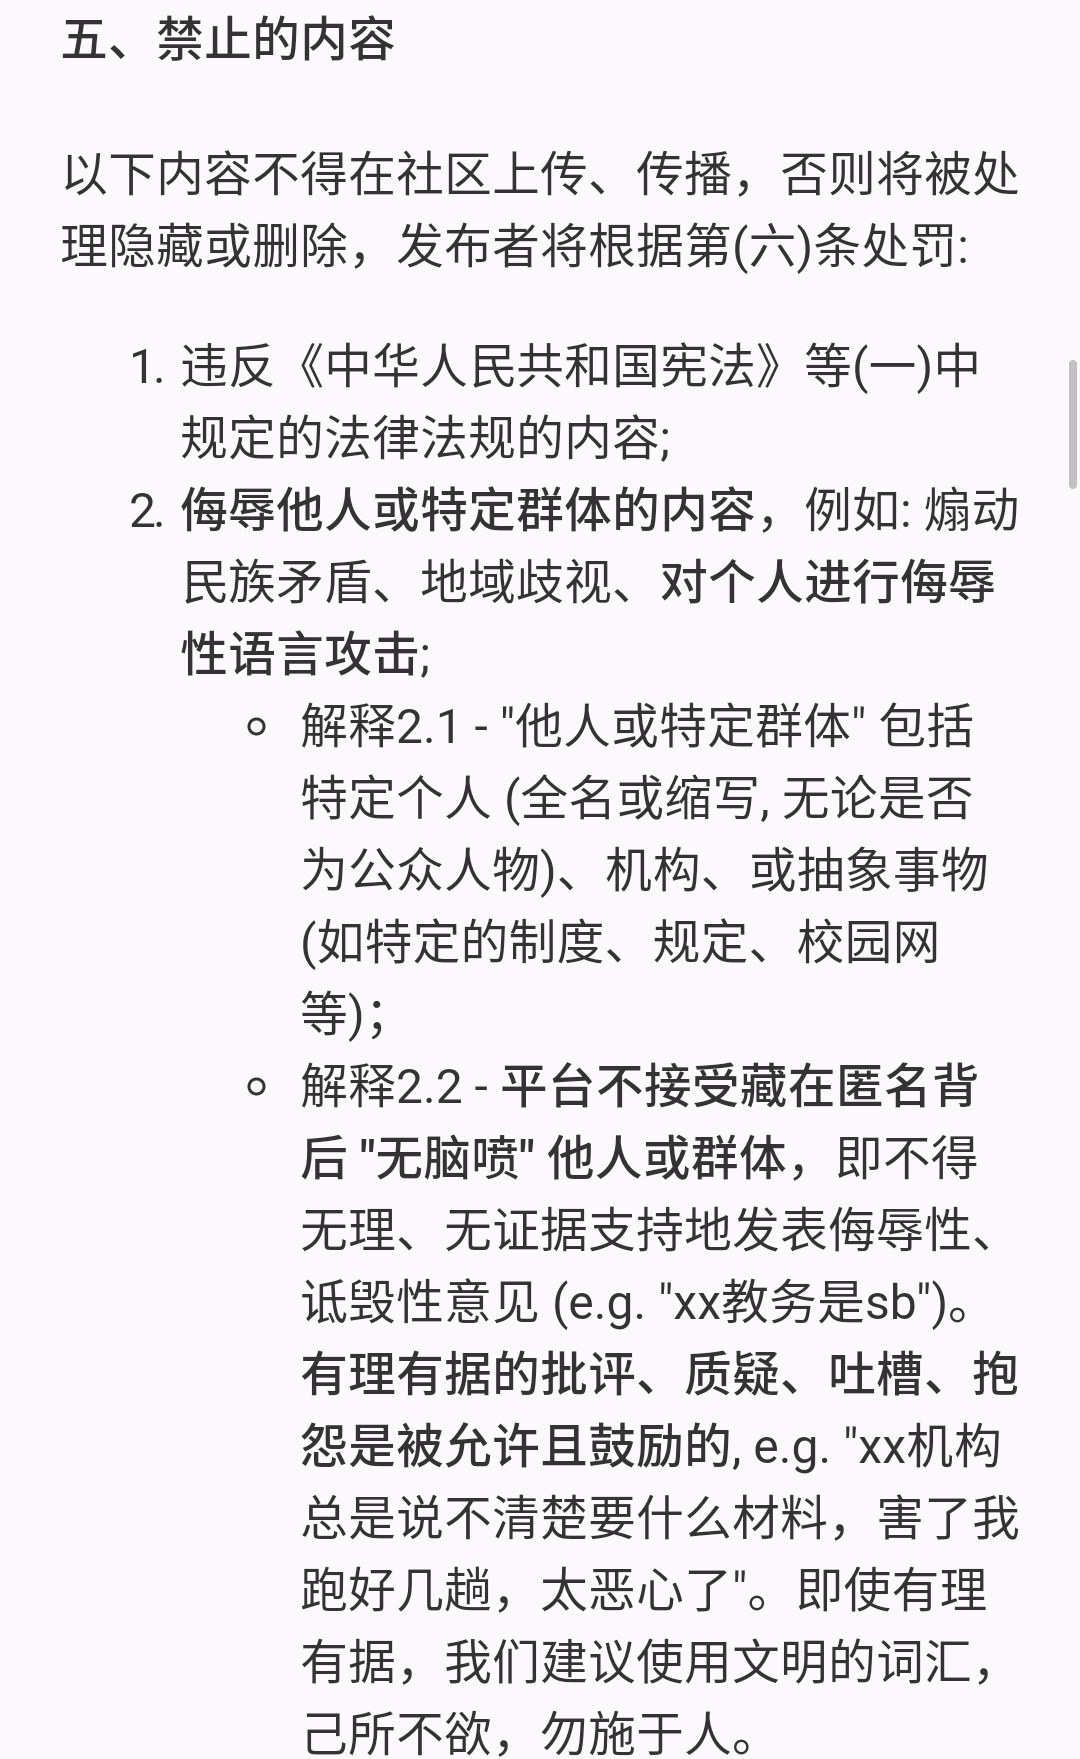 五、禁止的内容
以下内容不得在社区上传、传播，否则将被处
理隐藏或删除，发布者将根据第(六)条处罚:
1. 违反《中华人民共和国宪法》等(一)中
规定的法律法规的内容;
2. 侮辱他人或特定群体的内容，例如: 煽动
民族矛盾、地域歧视、对个人进行侮辱
性语言攻击;
解释2.1 - "他人或特定群体" 包括
特定个人 (全名或缩写, 无论是否
为公众人物)、机构、或抽象事物
(如特定的制度、规定、校园网
等)；
解释2.2 - 平台不接受藏在匿名背
后 "无脑喷" 他人或群体，即不得
无理、无证据支持地发表侮辱性、
诋毁性意见 (e.g. "xx教务是sb")。
有理有据的批评、质疑、吐槽、抱
怨是被允许且鼓励的, e.g. "xx机构
总是说不清楚要什么材料，害了我
跑好几趟，太恶心了"。即使有理
有据，我们建议使用文明的词汇，
己所不欲，勿施于人。